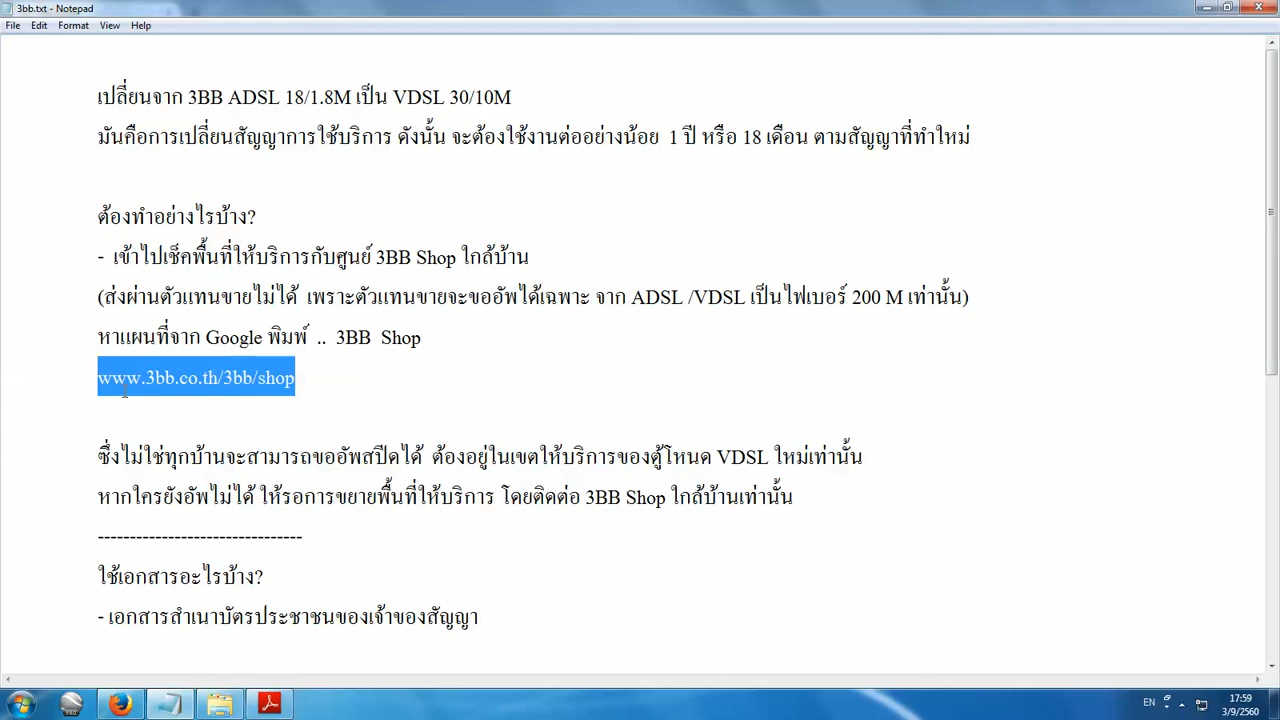 3bb.txt - Notepad
File Edit Format View Help
เปลี่ยนจาก 3BB ADSL 18/1.8M เป็น VDSL 30/10M
มันคือการเปลี่ยนสัญญาการใช้บริการ ดังนั้น จะต้องใช้งานต่ออย่างน้อย 1 ปี หรือ 18 เดือน ตามสัญญาที่ทำใหม่
ต้องทำอย่างไรบ้าง?
- เข้าไปเช็คพื้นที่ให้บริการกับศูนย์ 3BB Shop ใกล้บ้าน
(ส่งผ่านตัวแทนขายไม่ได้ เพราะตัวแทนขายจะขออัพได้เฉพาะ จาก ADSL /VDSL เป็นไฟเบอร์ 200 M เท่านั้น)
หาแผนที่จาก Google พิมพ์ .. 3BB Shop
www.3bb.co.th/3bb/shop
ซึ่งไม่ใช่ทุกบ้านจะสามารถขออัพสปีดได้ ต้องอยู่ในเขตให้บริการของตู้โหนด VDSL ใหม่เท่านั้น
หากใครยังอัพไม่ได้ ให้รอการขยายพื้นที่ให้บริการ โดยติดต่อ 3BB Shop ใกล้บ้านเท่านั้น
--------------------------------
ใช้เอกสารอะไรบ้าง?
- เอกสารสำเนาบัตรประชาชนของเจ้าของสัญญา
EN
17:59
3/9/2560